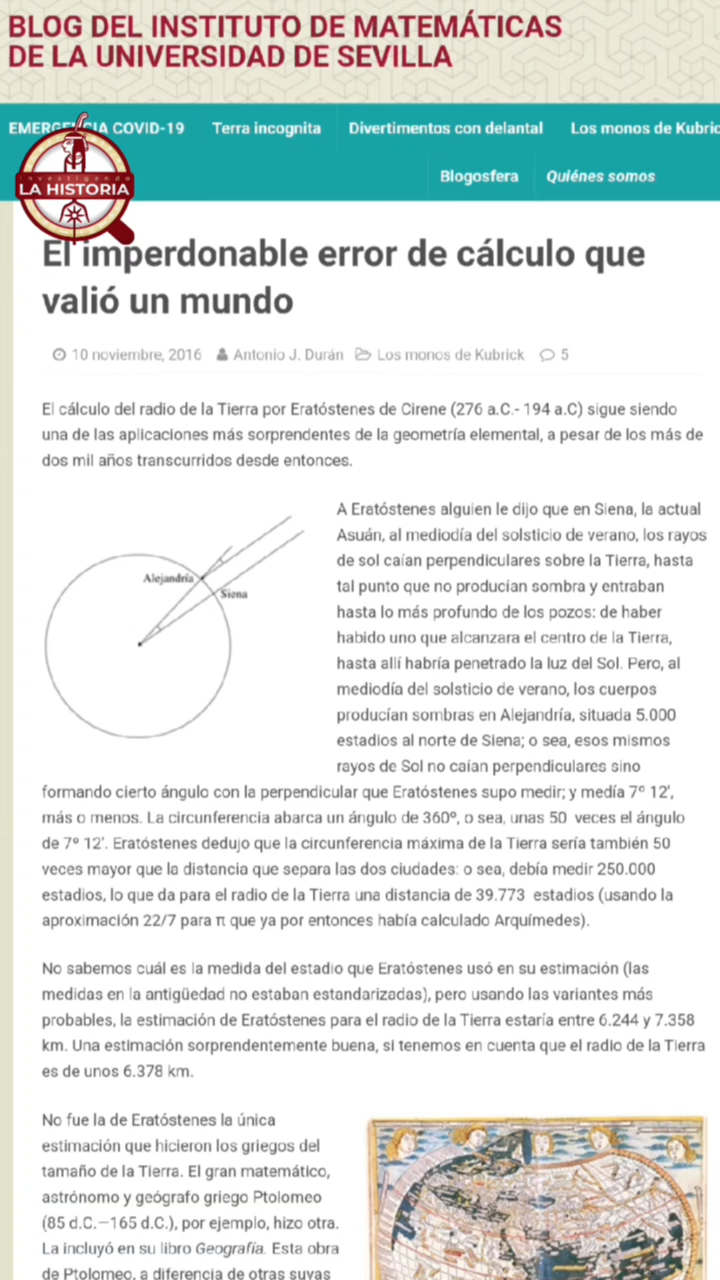 BLOG DEL INSTITUTO DE MATEMÁTICAS
DE LA UNIVERSIDAD DE SEVILLA
EMERGENCIA COVID-19 Terra incognita Divertimentos con delantal Los monos de Kubric
Blogosfera Quiénes somos
Investigando
LA HISTORIA
El imperdonable error de cálculo que
valió un mundo
10 noviembre, 2016 Antonio J. Durán Los monos de Kubrick 5
El cálculo del radio de la Tierra por Eratóstenes de Cirene (276 a.C.- 194 a.C) sigue siendo
una de las aplicaciones más sorprendentes de la geometría elemental, a pesar de los más de
dos mil años transcurridos desde entonces.
Alejandría
Siena
A Eratóstenes alguien le dijo que en Siena, la actual
Asuán, al mediodía del solsticio de verano, los rayos
de sol caían perpendiculares sobre la Tierra, hasta
tal punto que no producían sombra y entraban
hasta lo más profundo de los pozos: de haber
habido uno que alcanzara el centro de la Tierra,
hasta allí habría penetrado la luz del Sol. Pero, al
mediodía del solsticio de verano, los cuerpos
producían sombras en Alejandría, situada 5.000
estadios al norte de Siena; o sea, esos mismos
rayos de Sol no caían perpendiculares sino
formando cierto ángulo con la perpendicular que Eratóstenes supo medir; y medía 7º 12',
más o menos. La circunferencia abarca un ángulo de 360º, o sea, unas 50 veces el ángulo
de 7º 12'. Eratóstenes dedujo que la circunferencia máxima de la Tierra sería también 50
veces mayor que la distancia que separa las dos ciudades: o sea, debía medir 250.000
estadios, lo que da para el radio de la Tierra una distancia de 39.773 estadios (usando la
aproximación 22/7 para π que ya por entonces había calculado Arquímedes).
No sabemos cuál es la medida del estadio que Eratóstenes usó en su estimación (las
medidas en la antigüedad no estaban estandarizadas), pero usando las variantes más
probables, la estimación de Eratóstenes para el radio de la Tierra estaría entre 6.244 y 7.358
km. Una estimación sorprendentemente buena, si tenemos en cuenta que el radio de la Tierra
es de unos 6.378 km.
No fue la de Eratóstenes la única
estimación que hicieron los griegos del
tamaño de la Tierra. El gran matemático,
astrónomo y geógrafo griego Ptolomeo
(85 d.C.—165 d.C.), por ejemplo, hizo otra.
La incluyó en su libro Geografía. Esta obra
de Ptolomeo, a diferencia de otras suyas